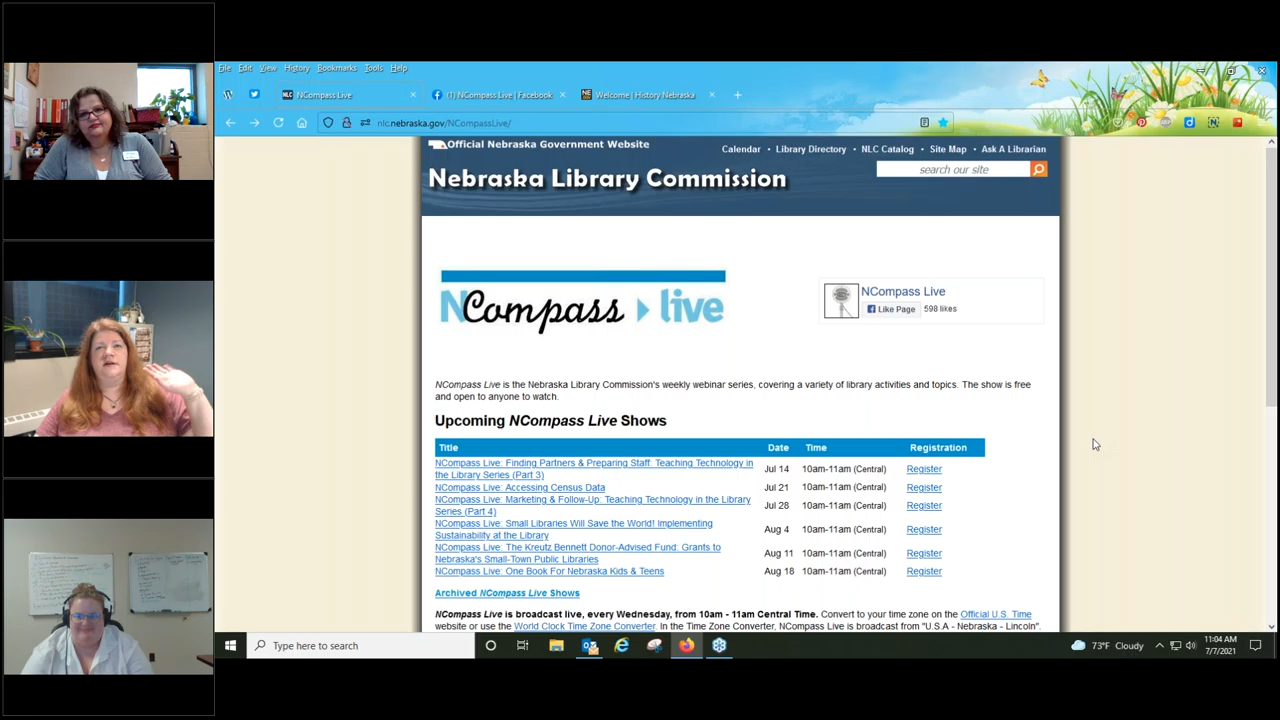 File Edit View History Bookmarks Tools Help
NLC NCompass Live
(1) NCompass Live | Facebook
Welcome | History Nebraska
nlc.nebraska.gov/NCompassLive/
Official Nebraska Government Website
Calendar • Library Directory • NLC Catalog • Site Map • Ask A Librarian
Nebraska Library Commission
search our site
NCompass live
NCompass Live
Like Page 598 likes
NCompass Live is the Nebraska Library Commission's weekly webinar series, covering a variety of library activities and topics. The show is free
and open to anyone to watch.
Upcoming NCompass Live Shows
Title Date Time Registration
NCompass Live: Finding Partners & Preparing Staff: Teaching Technology in
the Library Series (Part 3) Jul 14 10am-11am (Central) Register
NCompass Live: Accessing Census Data Jul 21 10am-11am (Central) Register
NCompass Live: Marketing & Follow-Up: Teaching Technology in the Library
Series (Part 4) Jul 28 10am-11am (Central) Register
NCompass Live: Small Libraries Will Save the World! Implementing
Sustainability at the Library Aug 4 10am-11am (Central) Register
NCompass Live: The Kreutz Bennett Donor-Advised Fund: Grants to
Nebraska's Small-Town Public Libraries Aug 11 10am-11am (Central) Register
NCompass Live: One Book For Nebraska Kids & Teens Aug 18 10am-11am (Central) Register
Archived NCompass Live Shows
NCompass Live is broadcast live, every Wednesday, from 10am - 11am Central Time. Convert to your time zone on the Official U.S. Time
website or use the World Clock Time Zone Converter. In the Time Zone Converter, NCompass Live is broadcast from "U.S.A - Nebraska - Lincoln".
Type here to search
73°F Cloudy
11:04 AM
7/7/2021